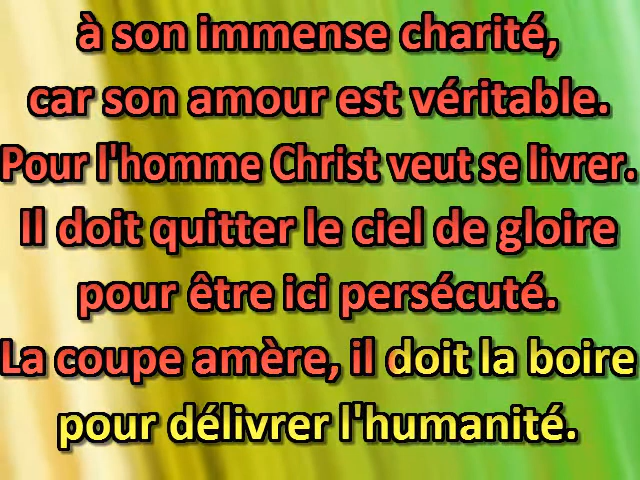 à son immense charité,
car son amour est véritable.
Pour l'homme Christ veut se livrer.
Il doit quitter le ciel de gloire
pour être ici persécuté.
La coupe amère, il doit la boire
pour délivrer l'humanité.